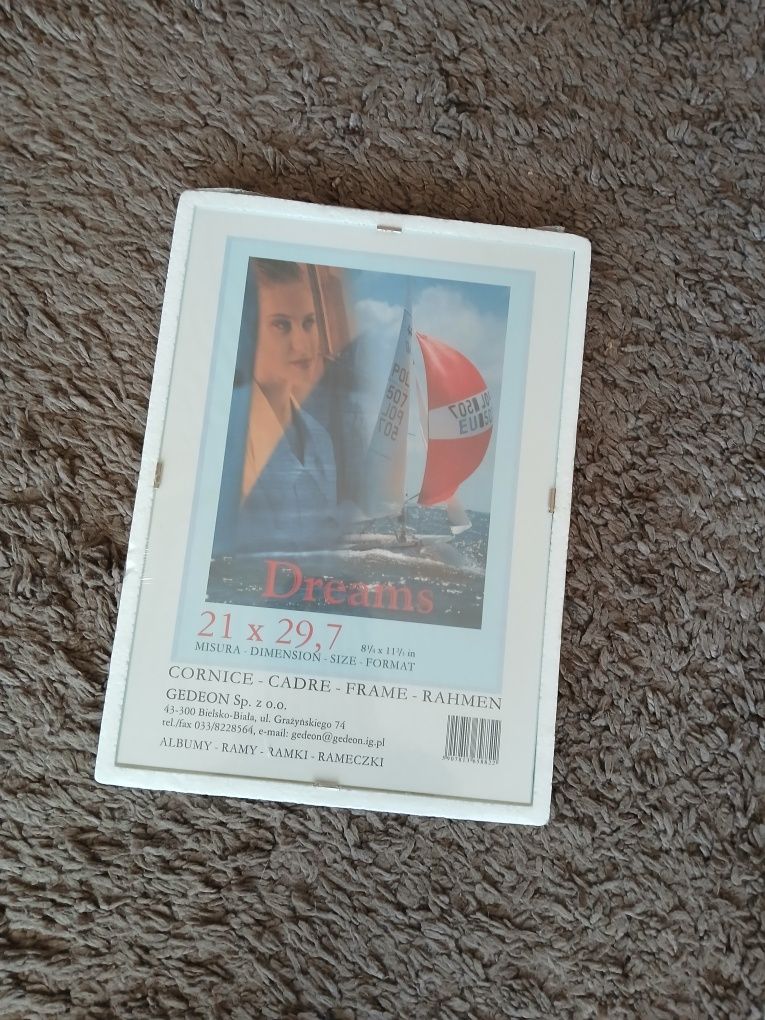 POL
507
POL
507
EU
Dreams
21 x 29,7
8¼ x 11¾ in
MISURA - DIMENSION - SIZE - FORMAT
CORNICE - CADRE - FRAME - RAHMEN
GEDEON Sp. z o.o.
43-300 Bielsko-Biała, ul. Grażyńskiego 74
tel./fax 033/8228564, e-mail: gedeon@gedeon.ig.pl
ALBUMY - RAMY - RAMKI - RAMECZKI